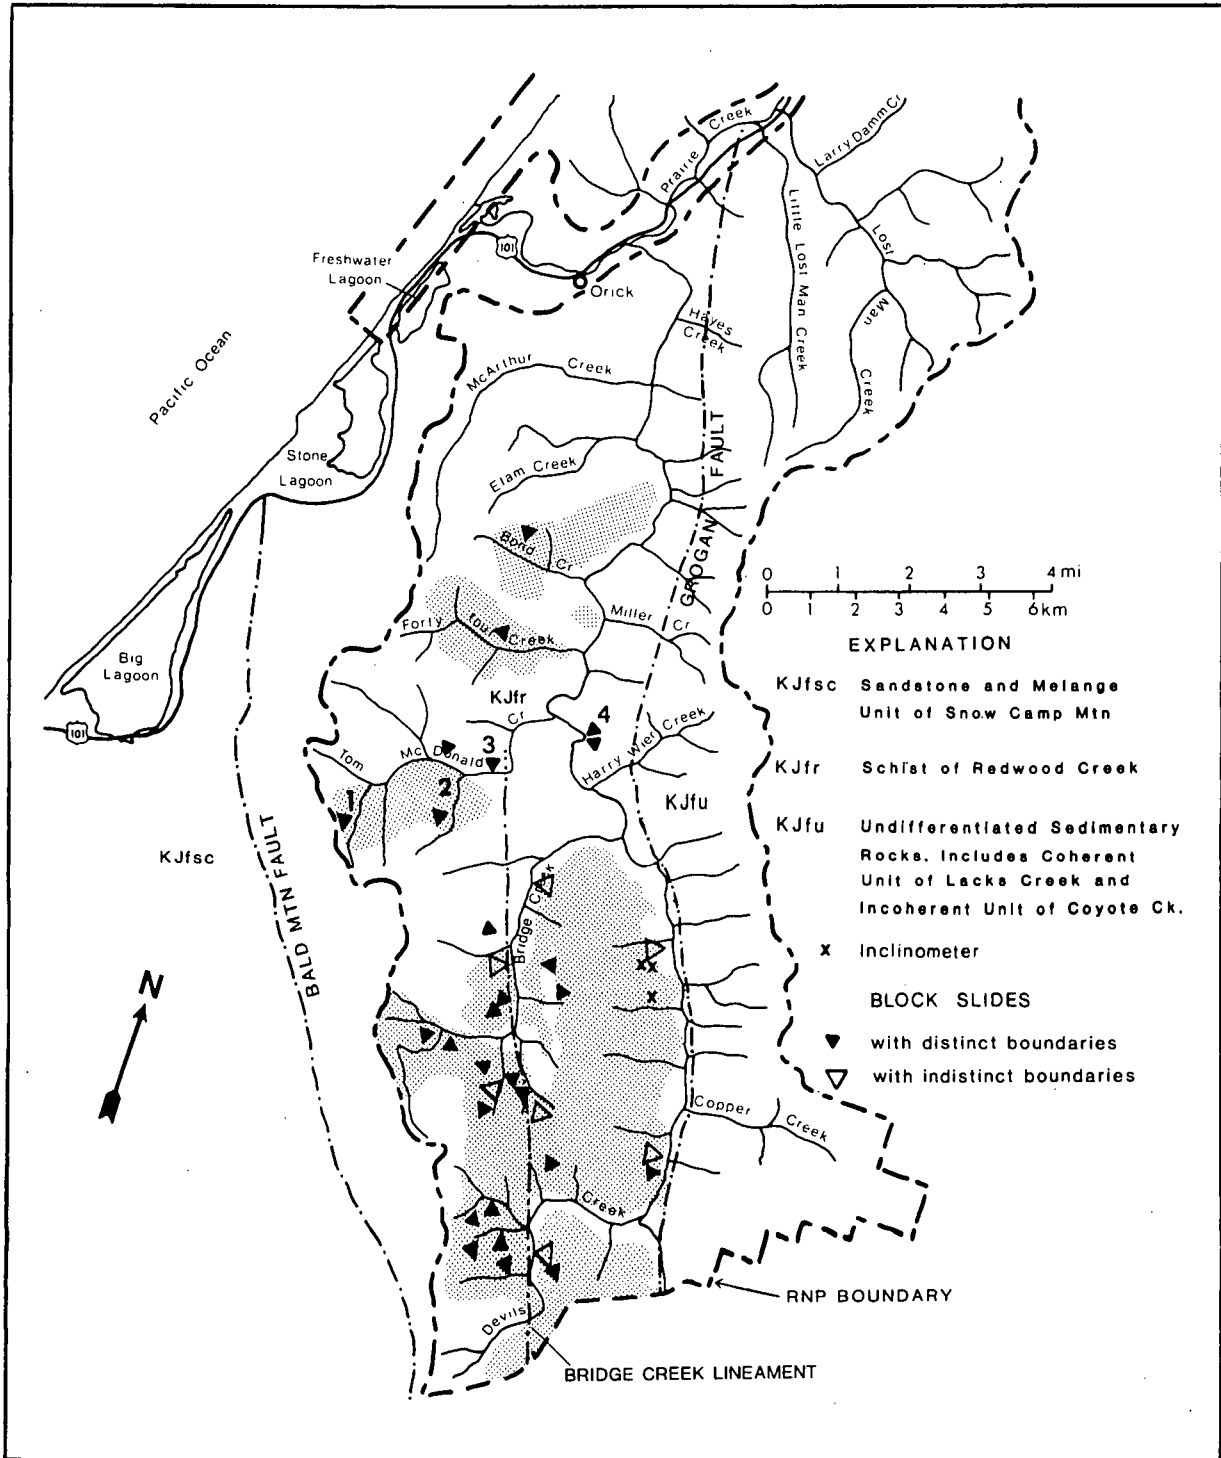 Prairie Creek
Larry Damm Cr
Little Lost Man Creek
Lost Man Creek
101
Freshwater
Lagoon
Orick
Hayes
Creek
McArthur Creek
Pacific Ocean
Stone
Lagoon
Elam Creek
GROGAN FAULT
Bond Cr
0 1 2 3 4 mi
0 1 2 3 4 5 6km
Forty four Creek
Miller Cr
EXPLANATION
Big
Lagoon
101
KJfsc Sandstone and Melange
Unit of Snow Camp Mtn
KJfr
KJfr Schist of Redwood Creek
Tom Mc Donald Cr
Harry Wier Creek
1
2
3
4
KJfu
KJfu Undifferentiated Sedimentary
Rocks. Includes Coherent
Unit of Lacks Creek and
Incoherent Unit of Coyote Ck.
KJfsc
BALD MTN FAULT
Bridge Creek
x Inclinometer
N
BLOCK SLIDES
with distinct boundaries
with indistinct boundaries
Copper Creek
Devils Creek
RNP BOUNDARY
BRIDGE CREEK LINEAMENT